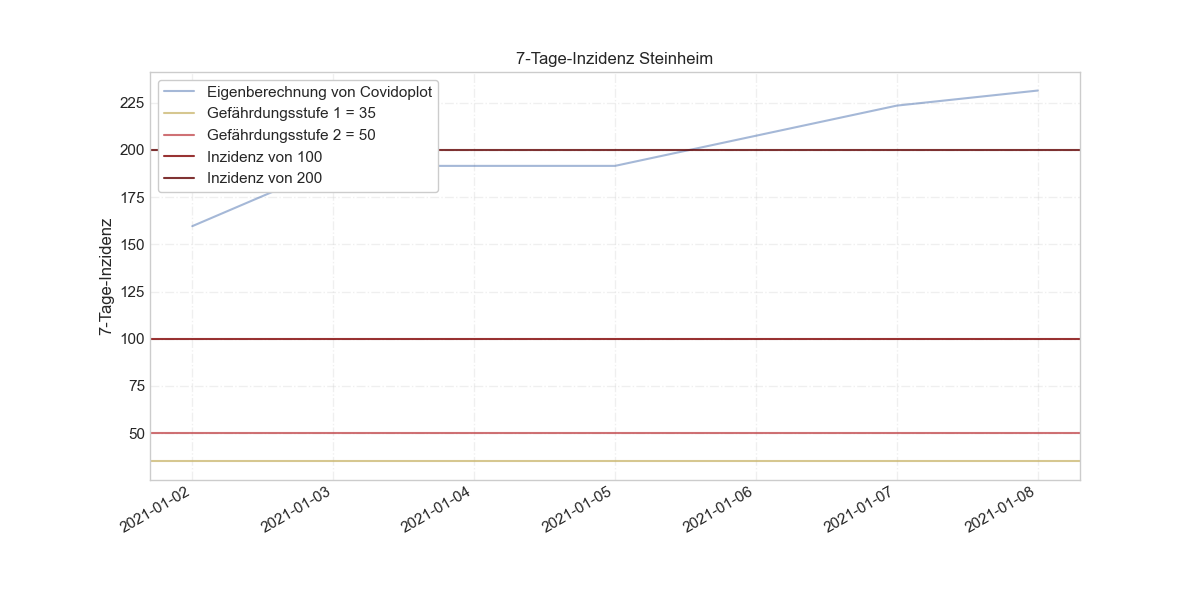 7-Tage-Inzidenz Steinheim
Eigenberechnung von Covidoplot
Gefährdungsstufe 1 = 35
Gefährdungsstufe 2 = 50
Inzidenz von 100
Inzidenz von 200
7-Tage-Inzidenz
225
200
175
150
125
100
75
50
2021-01-02
2021-01-03
2021-01-04
2021-01-05
2021-01-06
2021-01-07
2021-01-08